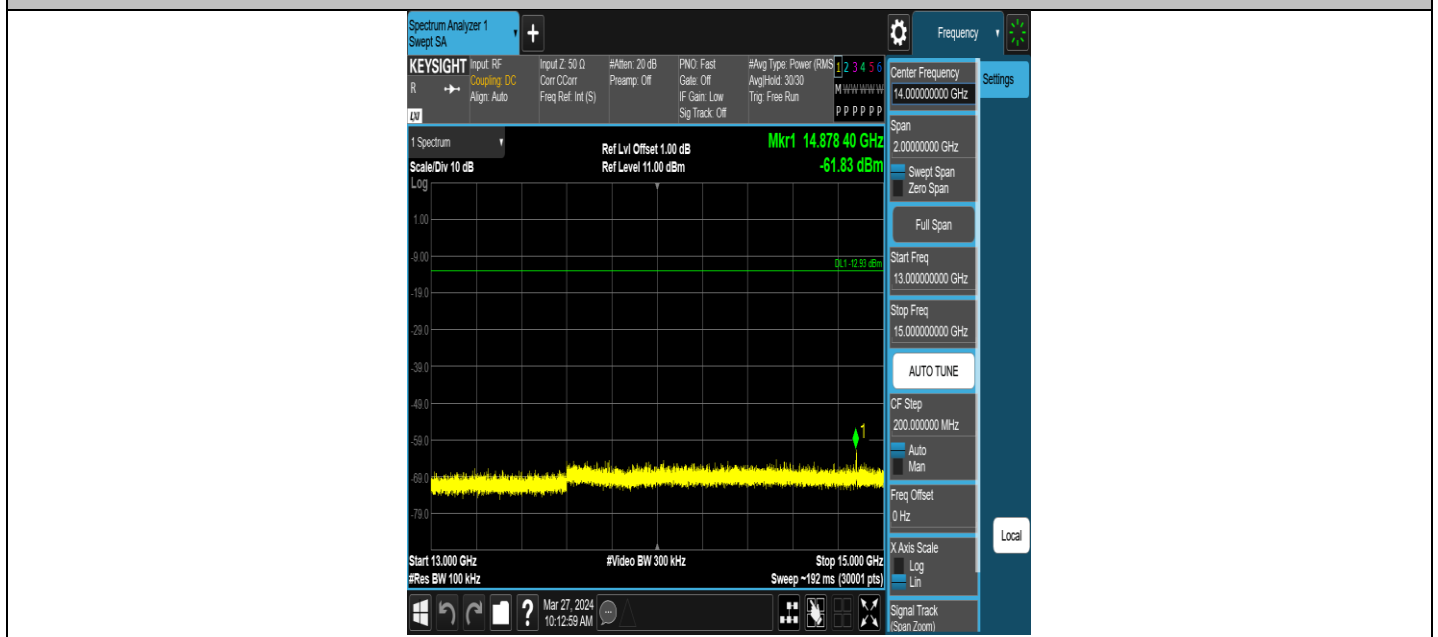 Spectrum Analyzer 1
Swept SA
+
Frequency
KEYSIGHT
R
LXI
Input: RF
Coupling: DC
Align: Auto
Input Z: 50 Ω
Corr CCorr
Freq Ref: Int (S)
#Atten: 20 dB
Preamp: Off
PNO: Fast
Gate: Off
IF Gain: Low
Sig Track: Off
#Avg Type: Power (RMS
Avg|Hold: 30/30
Trig: Free Run
1 2 3 4 5 6
M W W W W W
P P P P P P
1 Spectrum
Scale/Div 10 dB
Log
Ref Lvl Offset 1.00 dB
Ref Level 11.00 dBm
Mkr1 14.878 40 GHz
-61.83 dBm
1.00
-9.00
DL1 -12.93 dBm
-19.0
-29.0
-39.0
-49.0
1
-59.0
-69.0
-79.0
Start 13.000 GHz
#Video BW 300 kHz
Stop 15.000 GHz
#Res BW 100 kHz
Sweep ~192 ms (30001 pts)
?
Mar 27, 2024
10:12:59 AM
Center Frequency
14.000000000 GHz
Settings
Span
2.00000000 GHz
Swept Span
Zero Span
Full Span
Start Freq
13.000000000 GHz
Stop Freq
15.000000000 GHz
AUTO TUNE
CF Step
200.000000 MHz
Auto
Man
Freq Offset
0 Hz
X Axis Scale
Log
Lin
Local
Signal Track
(Span Zoom)